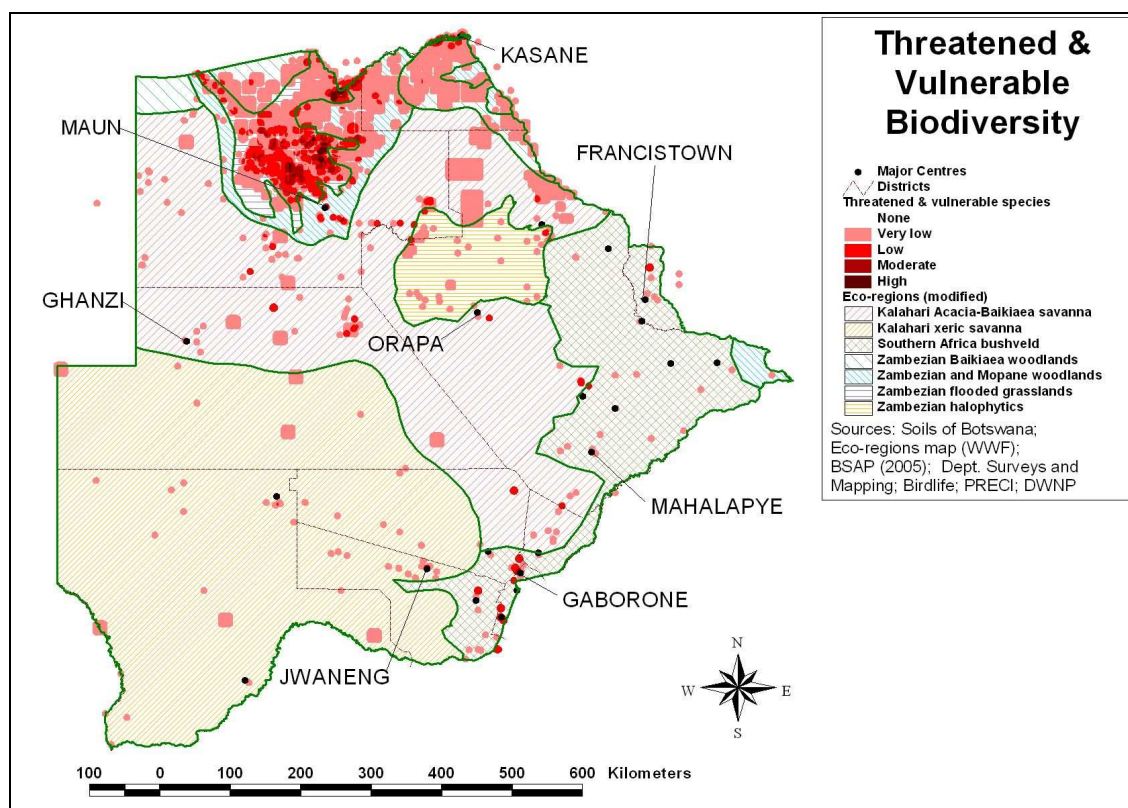 Threatened &
Vulnerable
Biodiversity
Major Centres
Districts
Threatened & vulnerable species
None
Very low
Low
Moderate
High
Eco-regions (modified)
Kalahari Acacia-Baikiaea savanna
Kalahari xeric savanna
Southern Africa bushveld
Zambezian Baikiaea woodlands
Zambezian and Mopane woodlands
Zambezian flooded grasslands
Zambezian halophytics
Sources: Soils of Botswana;
Eco-regions map (WWF);
BSAP (2005); Dept. Surveys and
Mapping; Birdlife; PRECI; DWNP
KASANE
MAUN
FRANCISTOWN
GHANZI
ORAPA
MAHALAPYE
GABORONE
JWANENG
N
W E
S
100 0 100 200 300 400 500 600 Kilometers